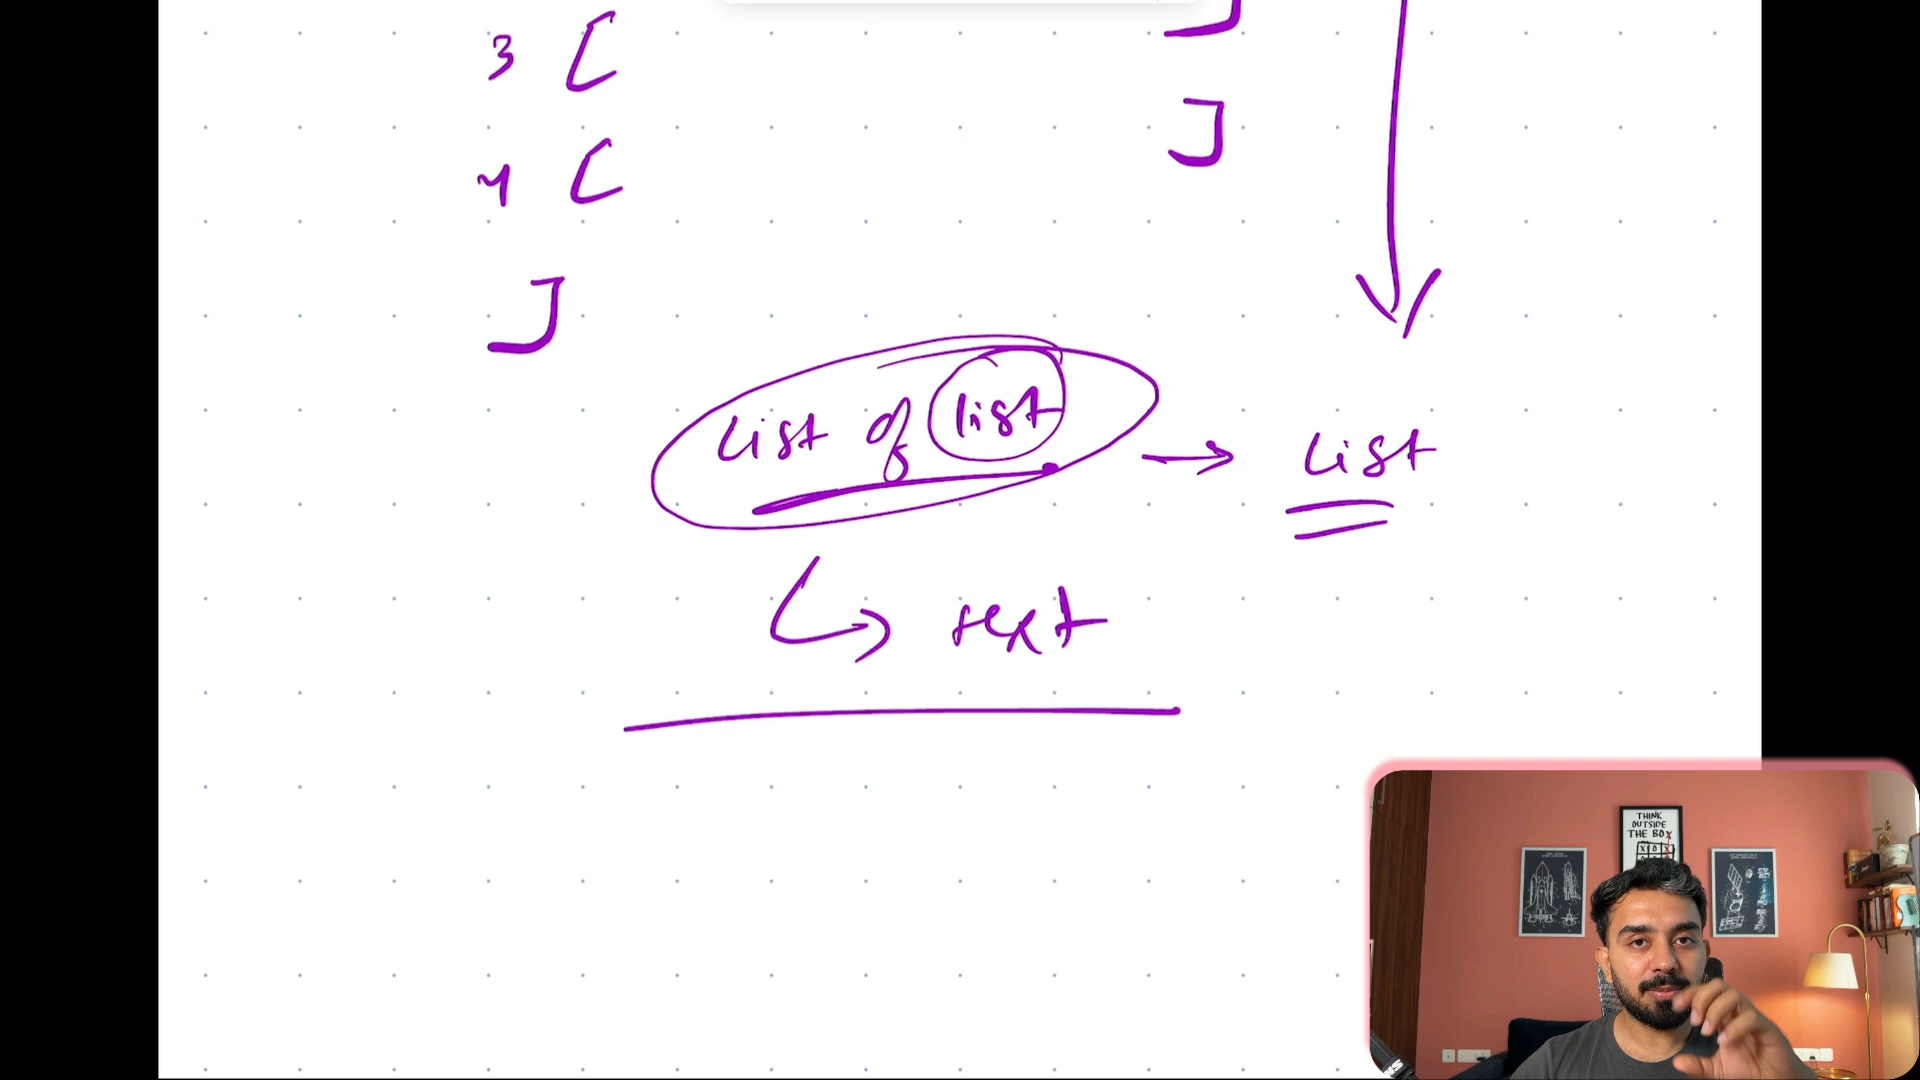 ]
3 [
]
4 [
]
list of list → list
text
THINK
OUTSIDE
THE BOX
X O X